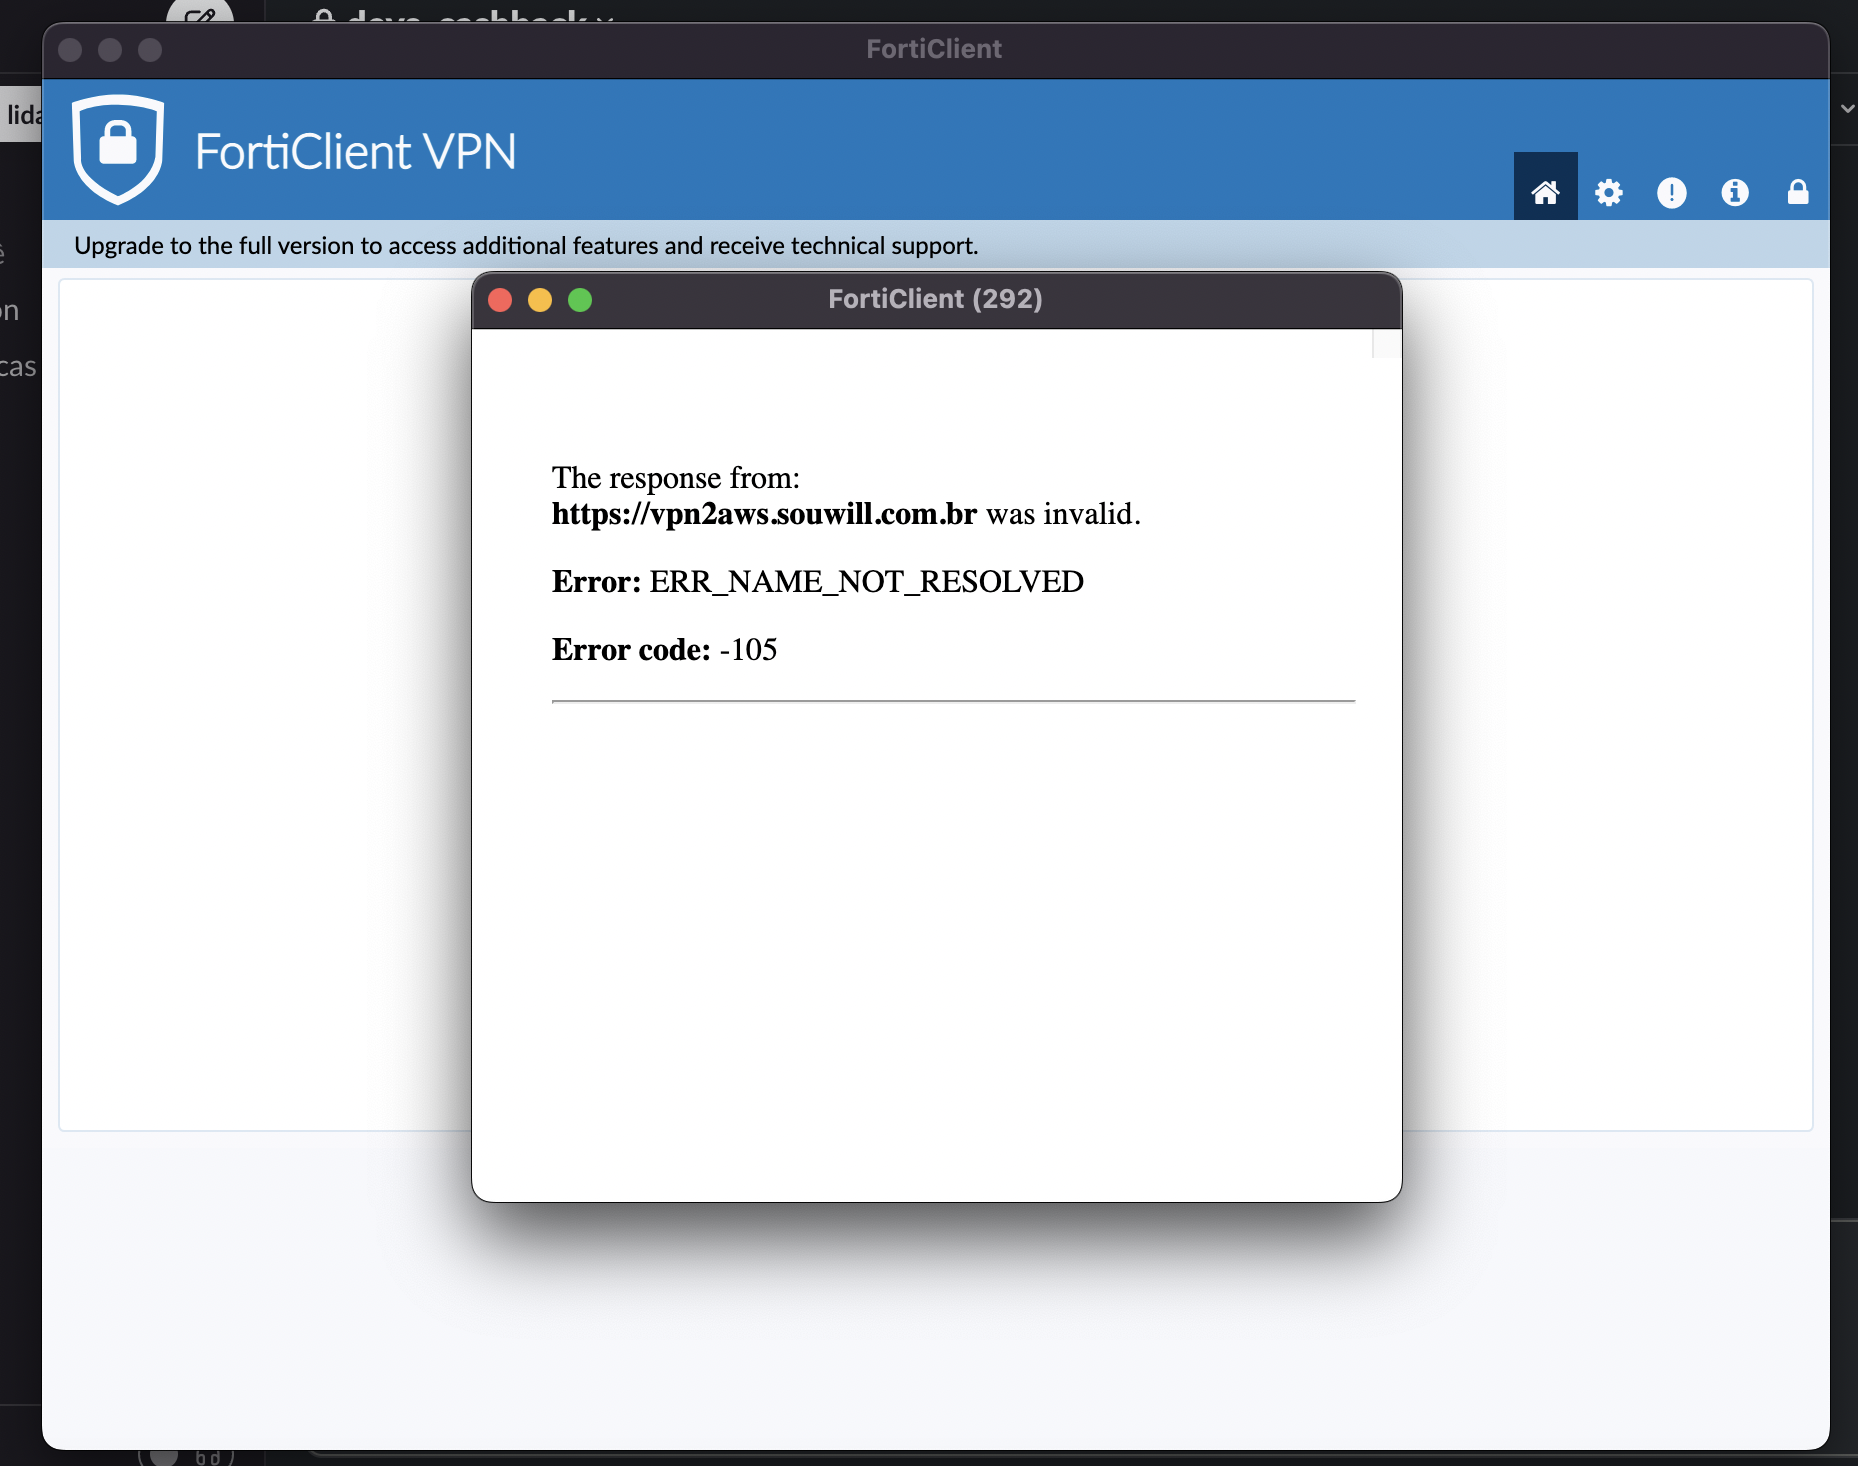 devs_cashback
FortiClient
lida
FortiClient VPN
Upgrade to the full version to access additional features and receive technical support.
on
cas
FortiClient (292)
The response from:
https://vpn2aws.souwill.com.br was invalid.
Error: ERR_NAME_NOT_RESOLVED
Error code: -105